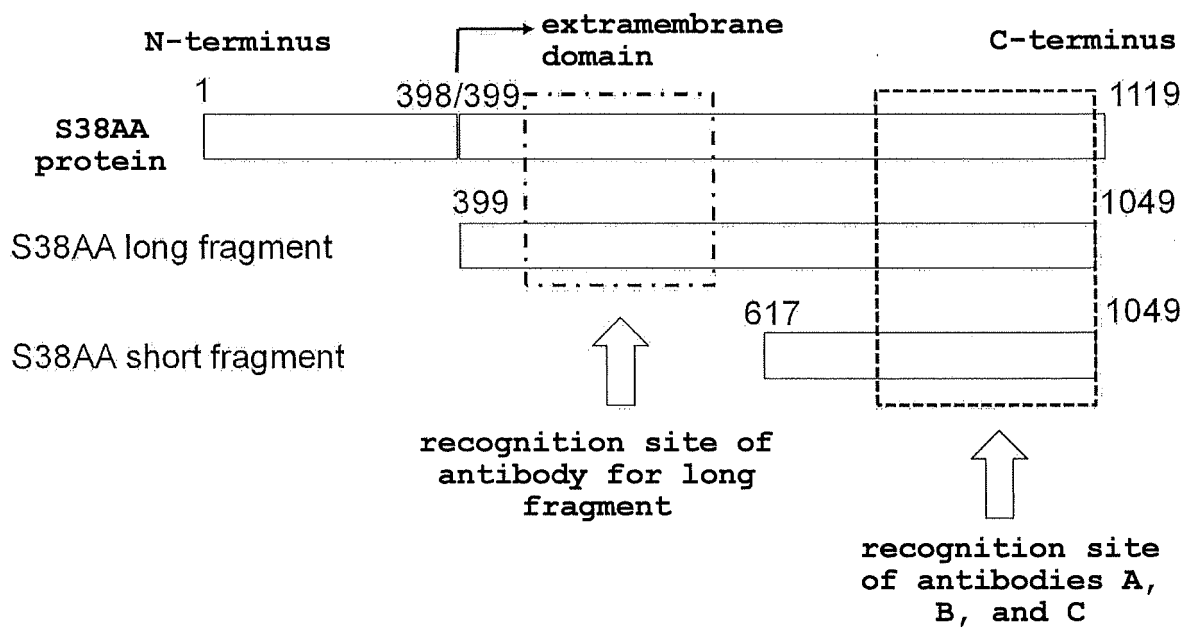 N-terminus
extramembrane
domain
C-terminus
1
398/399
1119
S38AA
protein
399
1049
S38AA long fragment
617
1049
S38AA short fragment
recognition site of
antibody for long
fragment
recognition site
of antibodies A,
B, and C